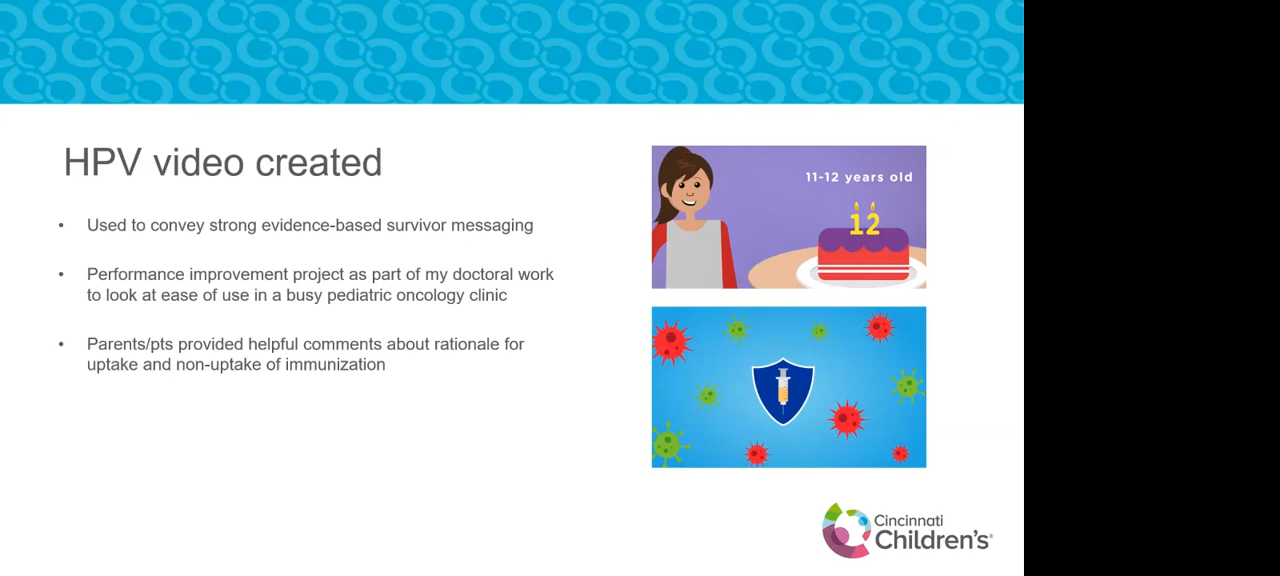 HPV video created
• Used to convey strong evidence-based survivor messaging
• Performance improvement project as part of my doctoral work
to look at ease of use in a busy pediatric oncology clinic
• Parents/pts provided helpful comments about rationale for
uptake and non-uptake of immunization
11-12 years old
12
Cincinnati
Children's®